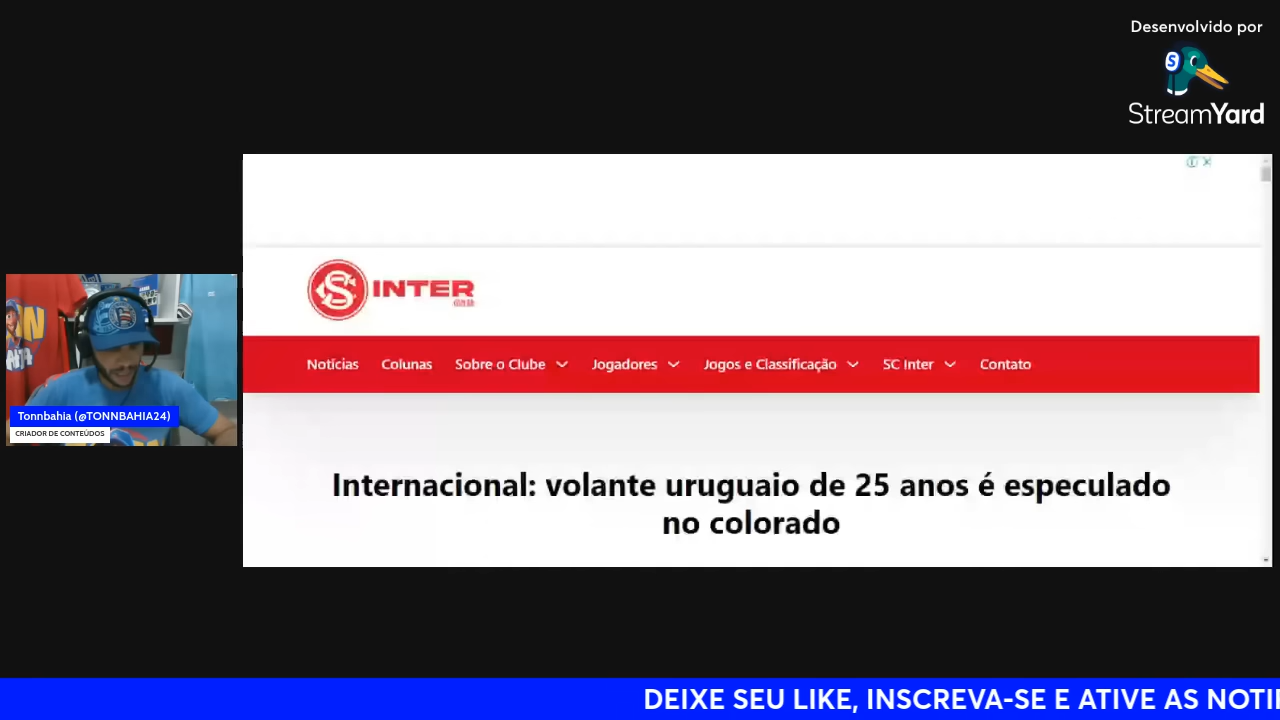 Desenvolvido por
StreamYard
INTER
Notícias Colunas Sobre o Clube Jogadores Jogos e Classificação SC Inter Contato
Internacional: volante uruguaio de 25 anos é especulado
no colorado
Tonnbahia (@TONNBAHIA24)
CRIADOR DE CONTEÚDOS
DEIXE SEU LIKE, INSCREVA-SE E ATIVE AS NOTI